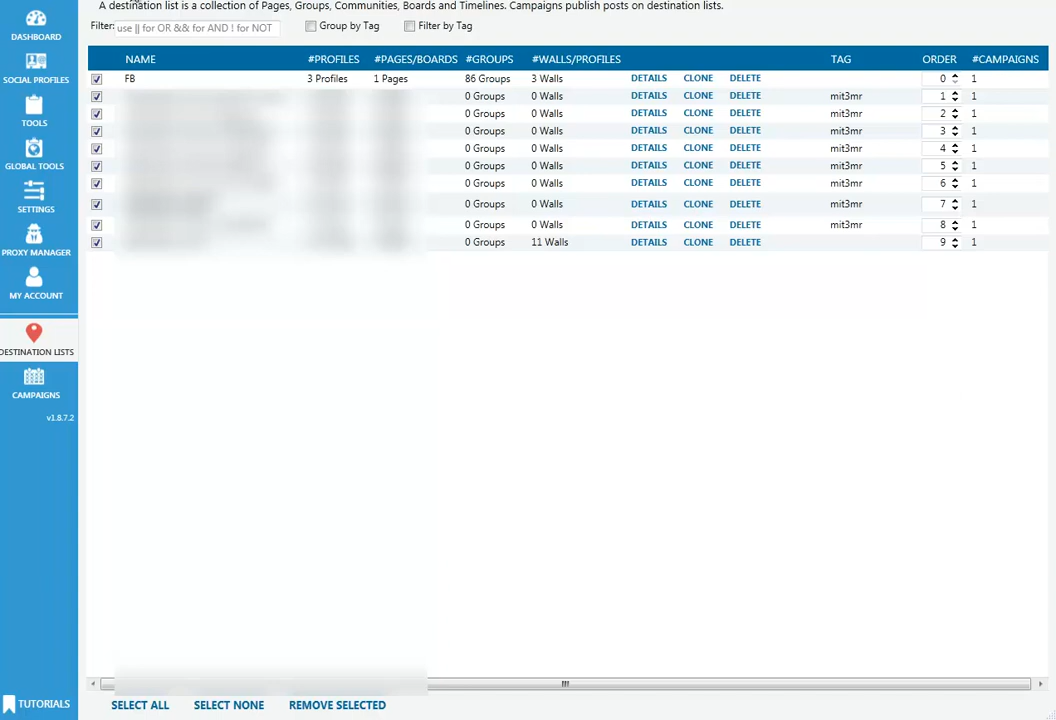 A destination list is a collection of Pages, Groups, Communities, Boards and Timelines. Campaigns publish posts on destination lists.
Filter: use || for OR && for AND ! for NOT Group by Tag Filter by Tag
DASHBOARD
SOCIAL PROFILES
TOOLS
GLOBAL TOOLS
SETTINGS
PROXY MANAGER
MY ACCOUNT
DESTINATION LISTS
CAMPAIGNS
v1.8.7.2
TUTORIALS
NAME #PROFILES #PAGES/BOARDS #GROUPS #WALLS/PROFILES TAG ORDER #CAMPAIGNS
FB 3 Profiles 1 Pages 86 Groups 3 Walls DETAILS CLONE DELETE 0 1
0 Groups 0 Walls DETAILS CLONE DELETE mit3mr 1 1
0 Groups 0 Walls DETAILS CLONE DELETE mit3mr 2 1
0 Groups 0 Walls DETAILS CLONE DELETE mit3mr 3 1
0 Groups 0 Walls DETAILS CLONE DELETE mit3mr 4 1
0 Groups 0 Walls DETAILS CLONE DELETE mit3mr 5 1
0 Groups 0 Walls DETAILS CLONE DELETE mit3mr 6 1
0 Groups 0 Walls DETAILS CLONE DELETE mit3mr 7 1
0 Groups 0 Walls DETAILS CLONE DELETE mit3mr 8 1
0 Groups 11 Walls DETAILS CLONE DELETE 9 1
SELECT ALL SELECT NONE REMOVE SELECTED